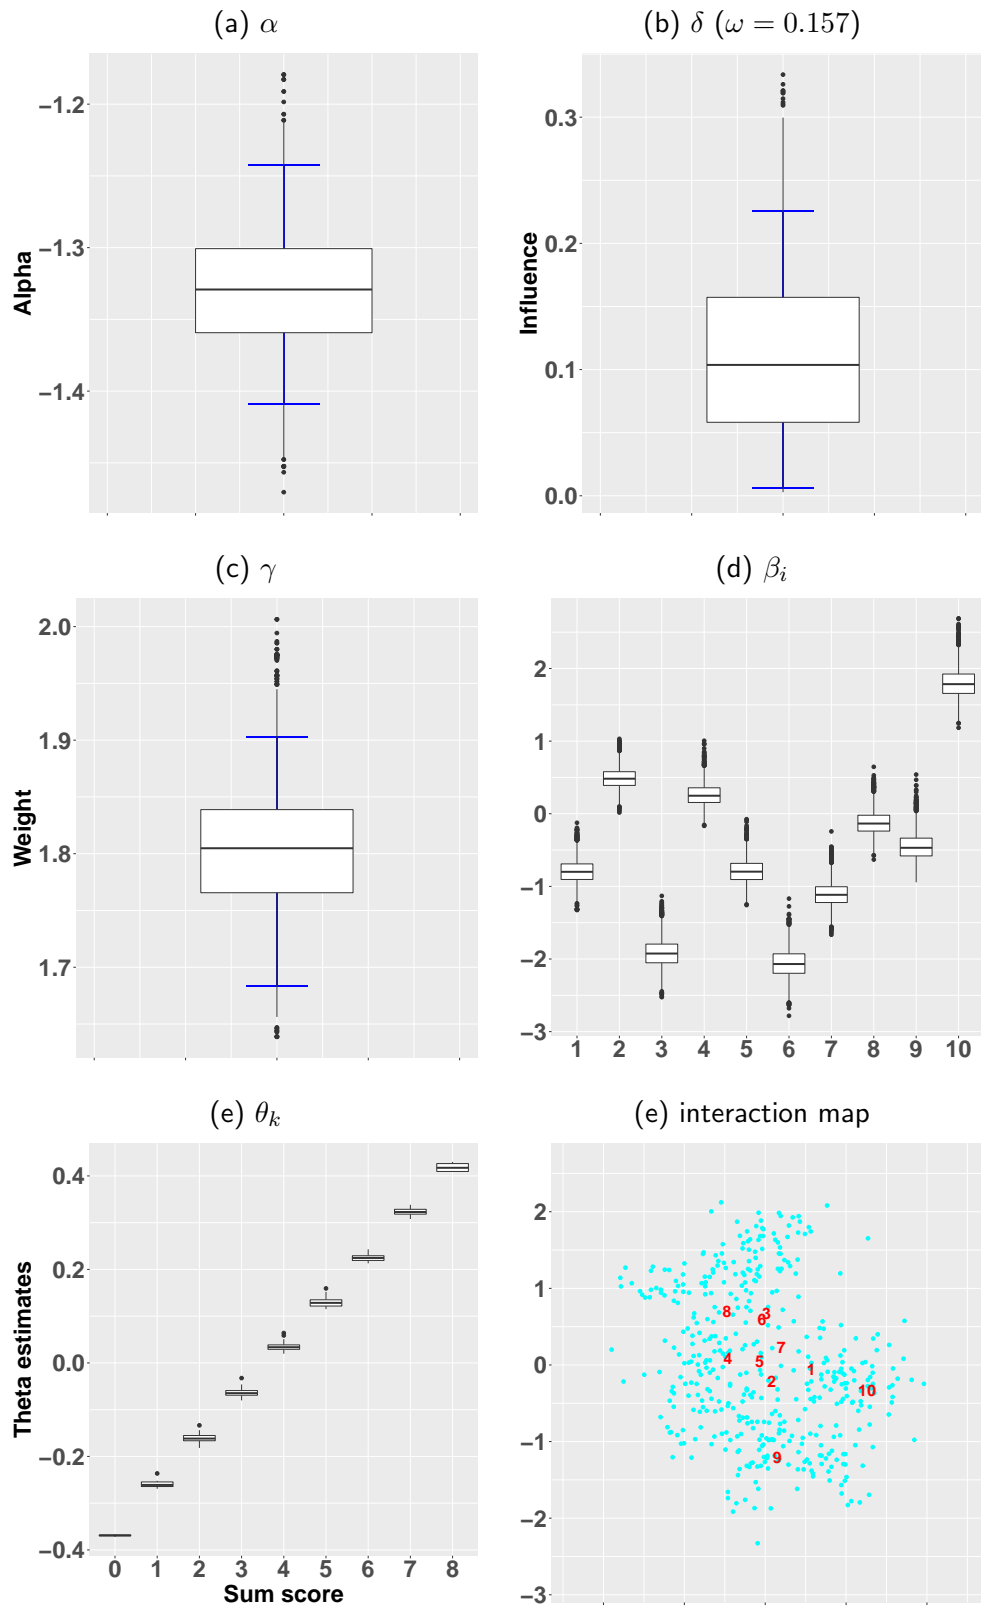 (a) α
−1.2
−1.3
−1.4
Alpha
(b) δ (ω = 0.157)
0.3
0.2
0.1
0.0
Influence
(c) γ
2.0
1.9
1.8
1.7
Weight
(d) βi
2
1
0
−1
−2
−3
1 2 3 4 5 6 7 8 9 10
(e) θk
0.4
0.2
0.0
−0.2
−0.4
Theta estimates
0 1 2 3 4 5 6 7 8
Sum score
(e) interaction map
2
1
0
−1
−2
−3
8
3
6
7
4
5
1
2
10
9